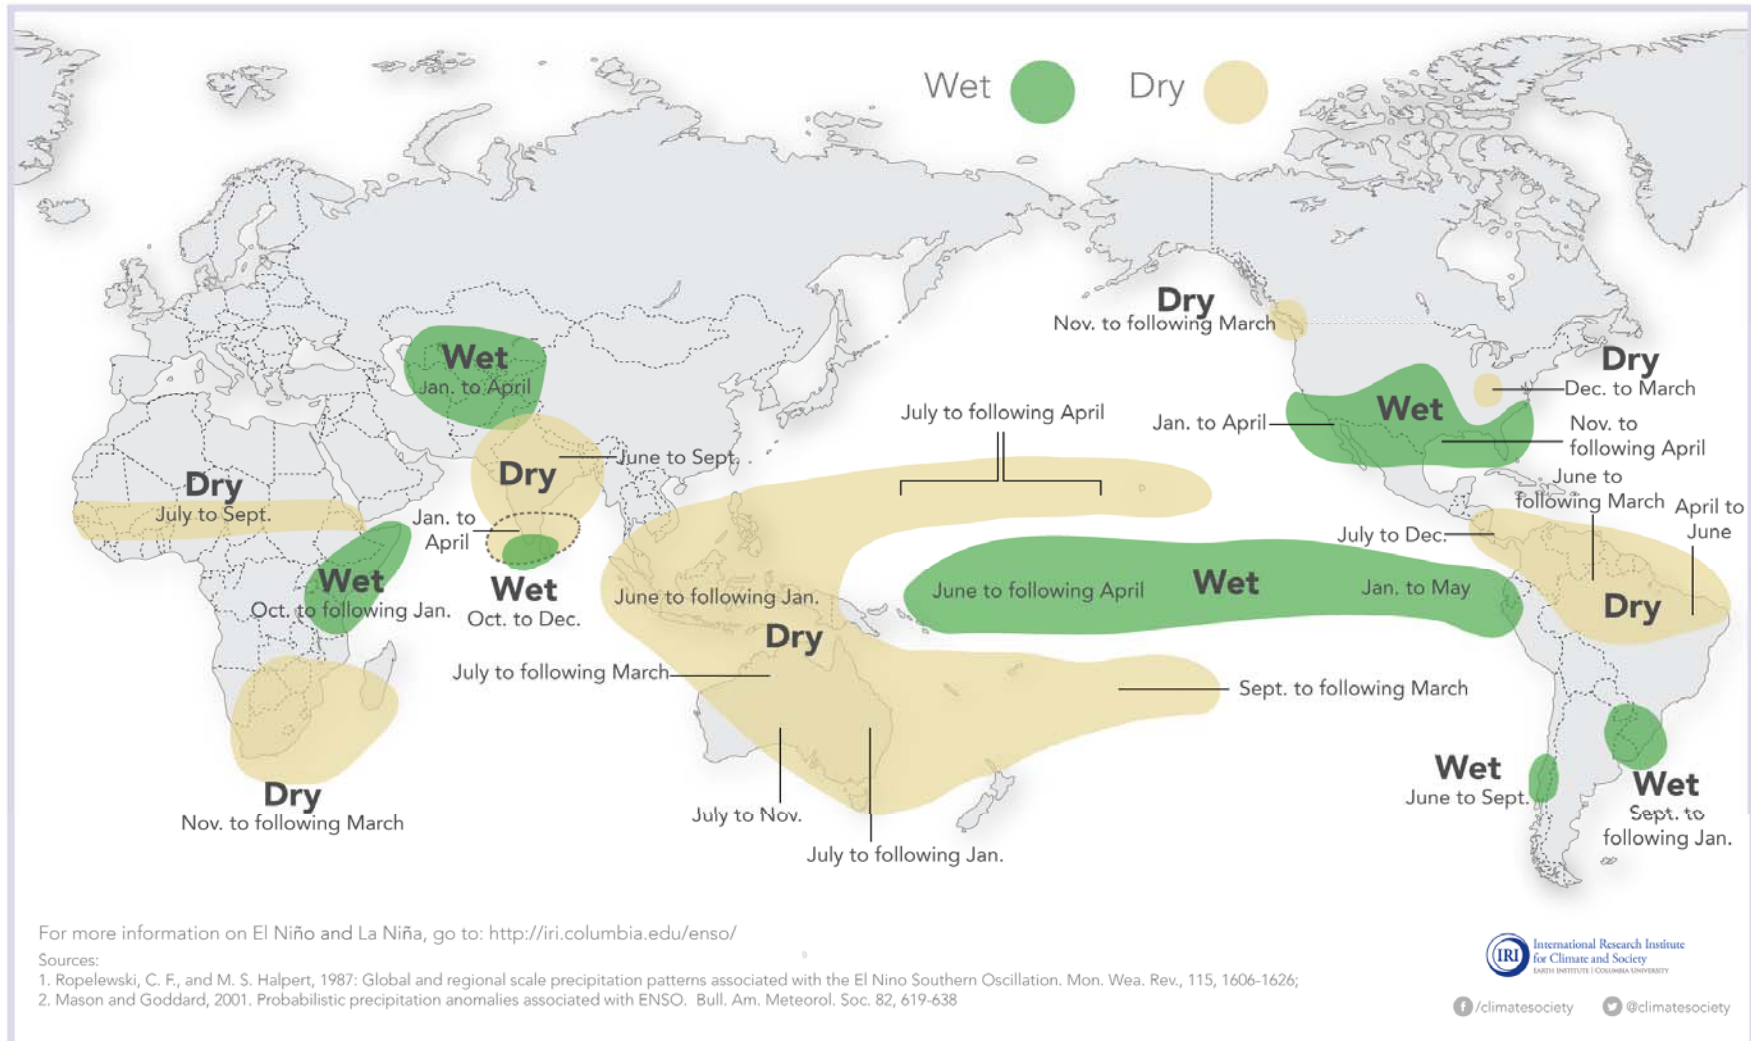 Wet
Dry
Dry
Nov. to following March
Wet
Jan. to April
Dry
Dec. to March
July to following April
Jan. to April
Wet
Nov. to
following April
June to Sept.
Dry
Dry
July to Sept.
June to
following March
April to
June
Jan. to
April
July to Dec.
Wet
Oct. to following Jan.
Wet
Oct. to Dec.
June to following Jan.
Dry
June to following April
Wet
Jan. to May
Dry
July to following March
Sept. to following March
Dry
Nov. to following March
July to Nov.
July to following Jan.
Wet
June to Sept.
Wet
Sept. to
following Jan.
For more information on El Niño and La Niña, go to: http://iri.columbia.edu/enso/
Sources:
1. Ropelewski, C. F., and M. S. Halpert, 1987: Global and regional scale precipitation patterns associated with the El Nino Southern Oscillation. Mon. Wea. Rev., 115, 1606-1626;
2. Mason and Goddard, 2001. Probabilistic precipitation anomalies associated with ENSO. Bull. Am. Meteorol. Soc. 82, 619-638
IRI
International Research Institute
for Climate and Society
EARTH INSTITUTE | COLUMBIA UNIVERSITY
/climatesociety
@climatesociety